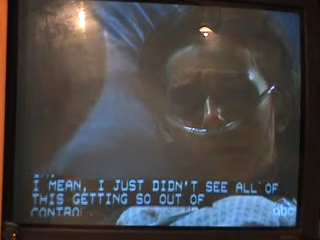 I MEAN, I JUST DIDN'T SEE ALL OF
THIS GETTING SO OUT OF
CONTROL
abc